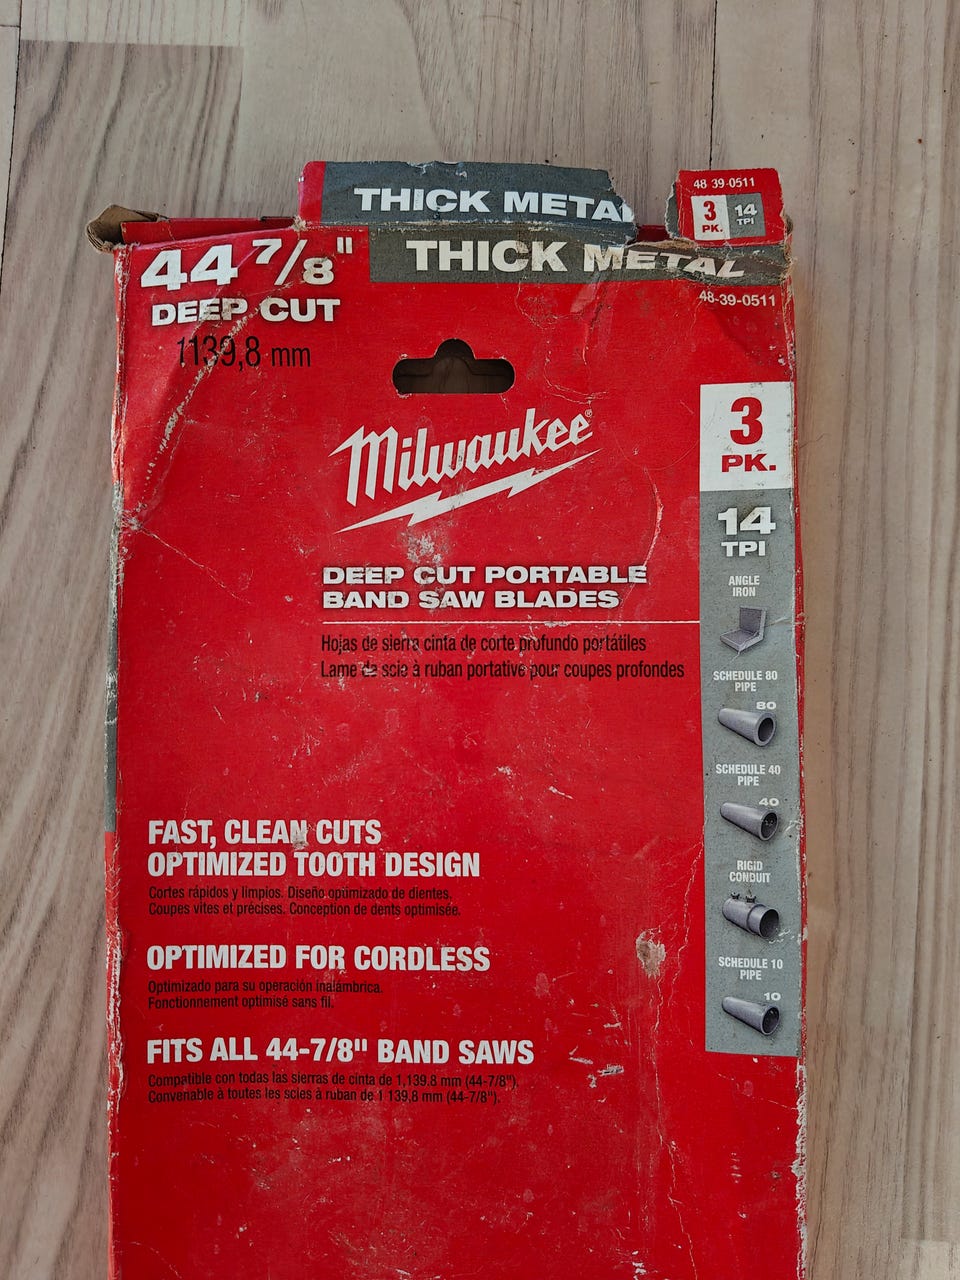 THICK METAL
48-39-0511
3
PK.
14
TPI
44 7/8"
DEEP CUT
1139,8 mm
THICK METAL
48-39-0511
Milwaukee®
3
PK.
14
TPI
DEEP CUT PORTABLE
BAND SAW BLADES
Hojas de sierra cinta de corte profundo portátiles
Lame de scie à ruban portative pour coupes profondes
ANGLE
IRON
SCHEDULE 80
PIPE
80
SCHEDULE 40
PIPE
40
RIGID
CONDUIT
SCHEDULE 10
PIPE
10
FAST, CLEAN CUTS
OPTIMIZED TOOTH DESIGN
Cortes rápidos y limpios. Diseño optimizado de dientes.
Coupes vites et précises. Conception de dents optimisée.
OPTIMIZED FOR CORDLESS
Optimizado para su operación inalámbrica.
Fonctionnement optimisé sans fil.
FITS ALL 44-7/8" BAND SAWS
Compatible con todas las sierras de cinta de 1,139.8 mm (44-7/8").
Convenable à toutes les scies à ruban de 1 139,8 mm (44-7/8").